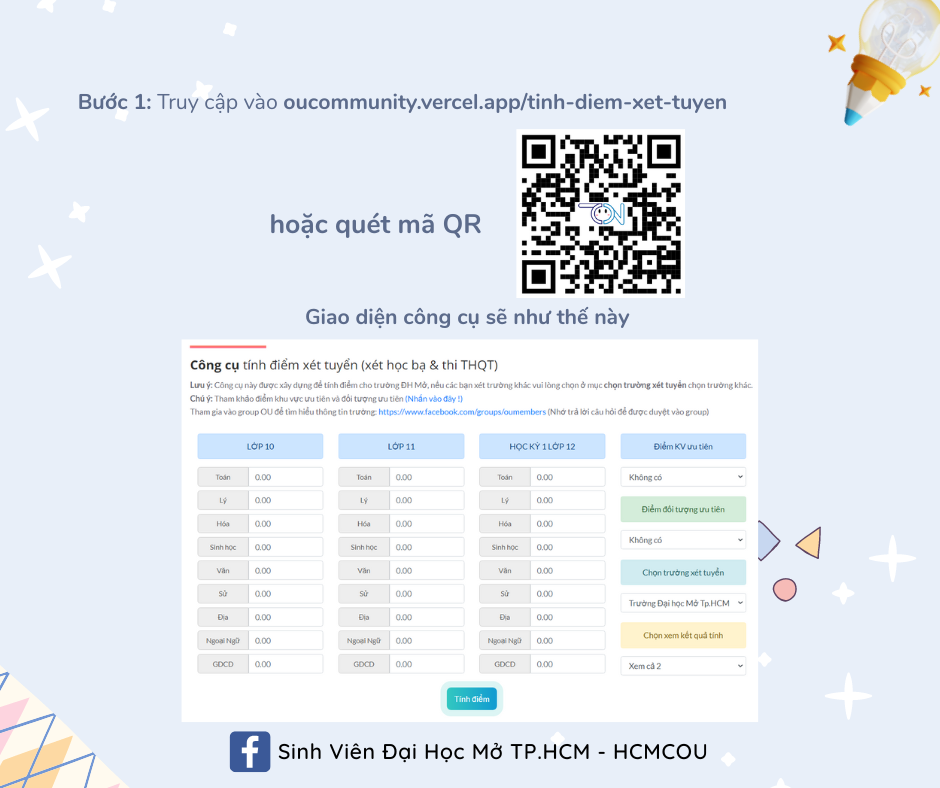 Bước 1: Truy cập vào oucommunity.vercel.app/tinh-diem-xet-tuyen
hoặc quét mã QR
Giao diện công cụ sẽ như thế này
Công cụ tính điểm xét tuyển (xét học bạ & thi THQT)
Lưu ý: Công cụ này được xây dựng để tính điểm cho trường ĐH Mở, nếu các bạn xét trường khác vui lòng chọn ở mục chọn trường xét tuyển chọn trường khác.
Chú ý: Tham khảo điểm khu vực ưu tiên và đối tượng ưu tiên (Nhấn vào đây !)
Tham gia vào group OU để tìm hiểu thông tin trường: https://www.facebook.com/groups/oumembers (Nhớ trả lời câu hỏi để được duyệt vào group)
LỚP 10 LỚP 11 HỌC KỲ 1 LỚP 12 Điểm KV ưu tiên
Toán 0.00 Toán 0.00 Toán 0.00 Không có
Lý 0.00 Lý 0.00 Lý 0.00
Điểm đối tượng ưu tiên
Hóa 0.00 Hóa 0.00 Hóa 0.00
Sinh học 0.00 Sinh học 0.00 Sinh học 0.00 Không có
Văn 0.00 Văn 0.00 Văn 0.00 Chọn trường xét tuyển
Sử 0.00 Sử 0.00 Sử 0.00
Trường Đại học Mở Tp.HCM
Địa 0.00 Địa 0.00 Địa 0.00
Ngoại Ngữ 0.00 Ngoại Ngữ 0.00 Ngoại Ngữ 0.00 Chọn xem kết quả tính
GDCD 0.00 GDCD 0.00 GDCD 0.00 Xem cả 2
Tính điểm
Sinh Viên Đại Học Mở TP.HCM - HCMCOU